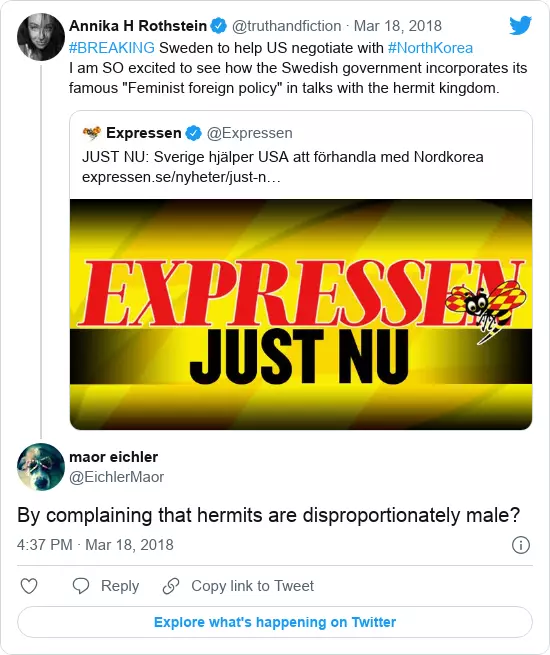 Annika H Rothstein @truthandfiction · Mar 18, 2018
#BREAKING Sweden to help US negotiate with #NorthKorea
I am SO excited to see how the Swedish government incorporates its
famous "Feminist foreign policy" in talks with the hermit kingdom.
Expressen @Expressen
JUST NU: Sverige hjälper USA att förhandla med Nordkorea
expressen.se/nyheter/just-n…
EXPRESSEN
JUST NU
maor eichler
@EichlerMaor
By complaining that hermits are disproportionately male?
4:37 PM · Mar 18, 2018
Reply Copy link to Tweet
Explore what's happening on Twitter